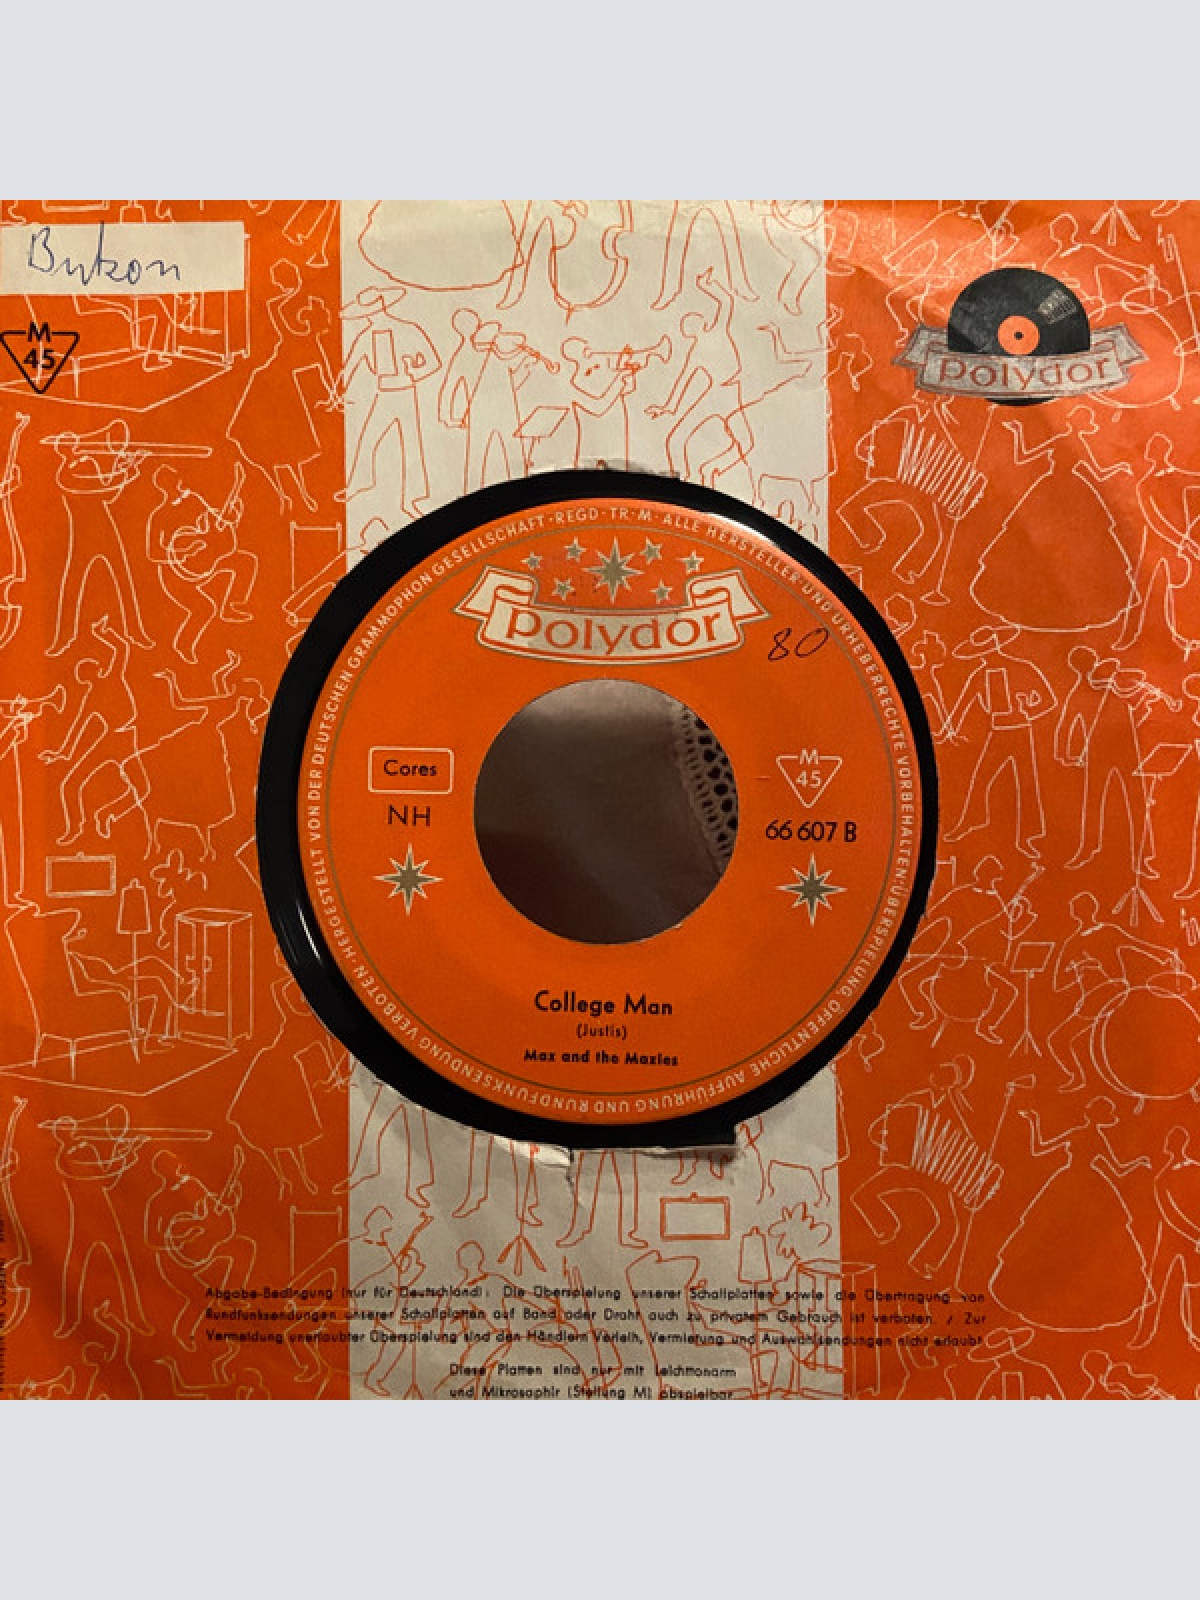 Butzon
M
45
polydor
HERGESTELLT VON DER DEUTSCHEN GRAMMOPHON GESELLSCHAFT · REGD · TR · M · ALLE HERSTELLER- UND URHEBERRECHTE VORBEHALTEN · ÜBERSPIELUNG, ÖFFENTLICHE AUFFÜHRUNG UND RUNDFUNKSENDUNG VERBOTEN ·
polydor
80
Cores
NH
M
45
66 607 B
College Man
(Justis)
Max and the Maxies
Abgabe-Bedingung (nur für Deutschland): Die Überspielung unserer Schallplatten sowie die Übertragung von
Rundfunksendungen unserer Schallplatten auf Band oder Draht auch zu privatem Gebrauch ist verboten. / Zur
Vermeidung unerlaubter Überspielung sind den Händlern Verleih, Vermietung und Auswahlsendungen nicht erlaubt
Diese Platten sind nur mit Leichttonarm
und Mikrosaphir (Stellung M) abspielbar